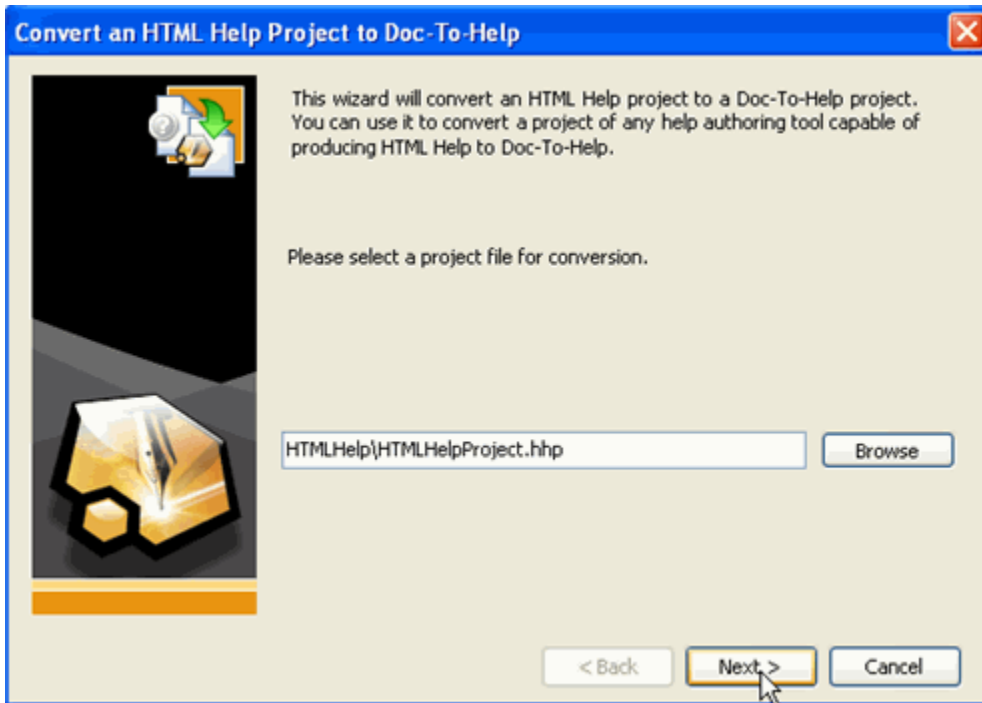 Convert an HTML Help Project to Doc-To-Help
This wizard will convert an HTML Help project to a Doc-To-Help project.
You can use it to convert a project of any help authoring tool capable of
producing HTML Help to Doc-To-Help.
Please select a project file for conversion.
HTMLHelp\HTMLHelpProject.hhp
Browse
< Back
Next >
Cancel